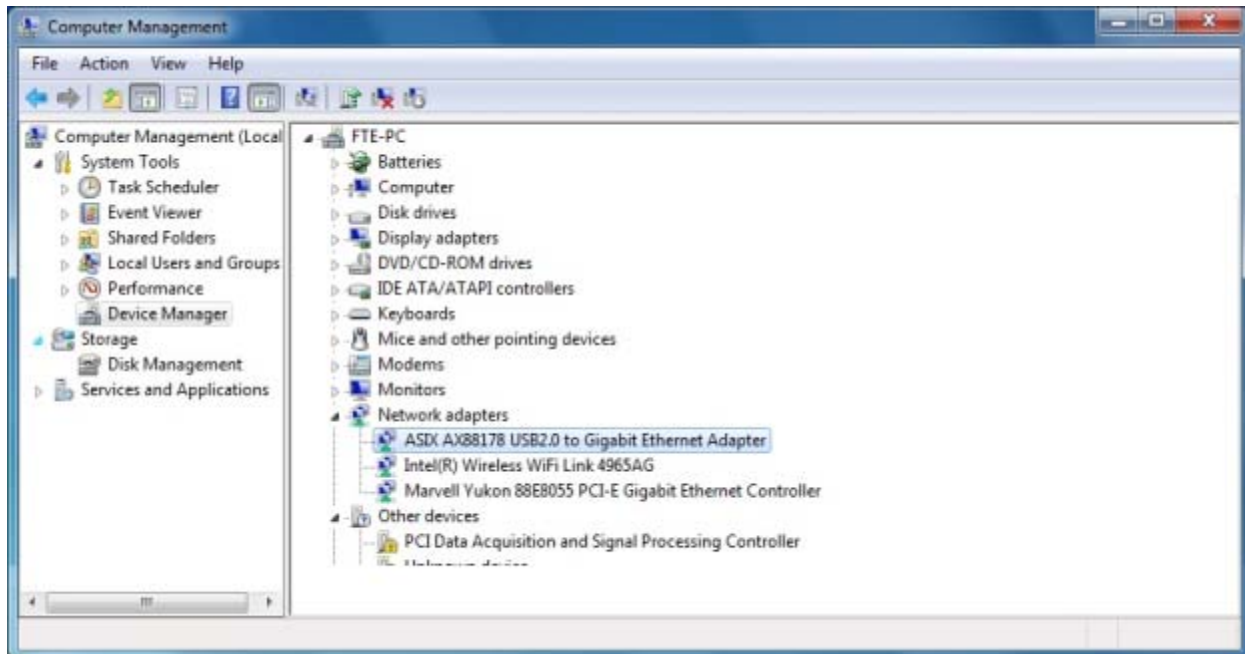 Computer Management
File Action View Help
Computer Management (Local
System Tools
Task Scheduler
Event Viewer
Shared Folders
Local Users and Groups
Performance
Device Manager
Storage
Disk Management
Services and Applications
FTE-PC
Batteries
Computer
Disk drives
Display adapters
DVD/CD-ROM drives
IDE ATA/ATAPI controllers
Keyboards
Mice and other pointing devices
Modems
Monitors
Network adapters
ASIX AX88178 USB2.0 to Gigabit Ethernet Adapter
Intel(R) Wireless WiFi Link 4965AG
Marvell Yukon 88E8055 PCI-E Gigabit Ethernet Controller
Other devices
PCI Data Acquisition and Signal Processing Controller